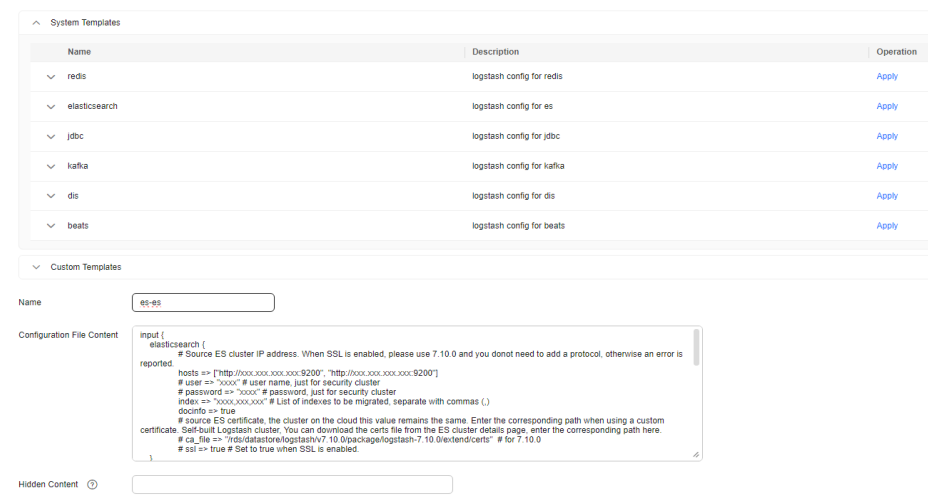 System Templates
Name Description Operation
redis logstash config for redis Apply
elasticsearch logstash config for es Apply
jdbc logstash config for jdbc Apply
kafka logstash config for kafka Apply
dis logstash config for dis Apply
beats logstash config for beats Apply
Custom Templates
Name es-es
Configuration File Content input {
elasticsearch {
# Source ES cluster IP address. When SSL is enabled, please use 7.10.0 and you donot need to add a protocol, otherwise an error is
reported.
hosts => ["http://xxx.xxx.xxx.xxx:9200", "http://xxx.xxx.xxx.xxx:9200"]
# user => "xxxx" # user name, just for security cluster
# password => "xxxx" # password, just for security cluster
index => "xxxx,xxx,xxx" # List of indexes to be migrated, separate with commas (,)
docinfo => true
# source ES certificate, the cluster on the cloud this value remains the same. Enter the corresponding path when using a custom
certificate. Self-built Logstash cluster, You can download the certs file from the ES cluster details page, enter the corresponding path here.
# ca_file => "/rds/datastore/logstash/v7.10.0/package/logstash-7.10.0/extend/certs" # for 7.10.0
# ssl => true # Set to true when SSL is enabled.
}
Hidden Content ?